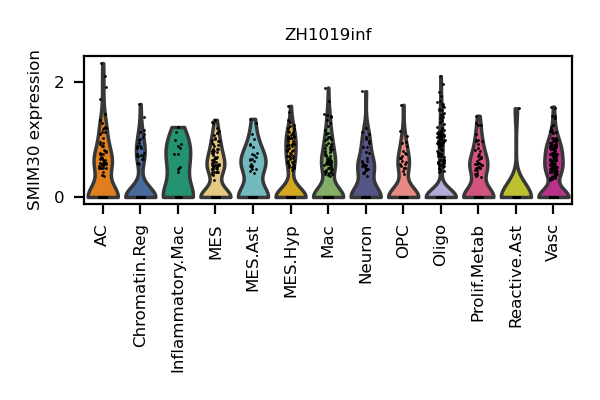 ZH1019inf
SMIM30 expression
2
0
AC
Chromatin.Reg
Inflammatory.Mac
MES
MES.Ast
MES.Hyp
Mac
Neuron
OPC
Oligo
Prolif.Metab
Reactive.Ast
Vasc